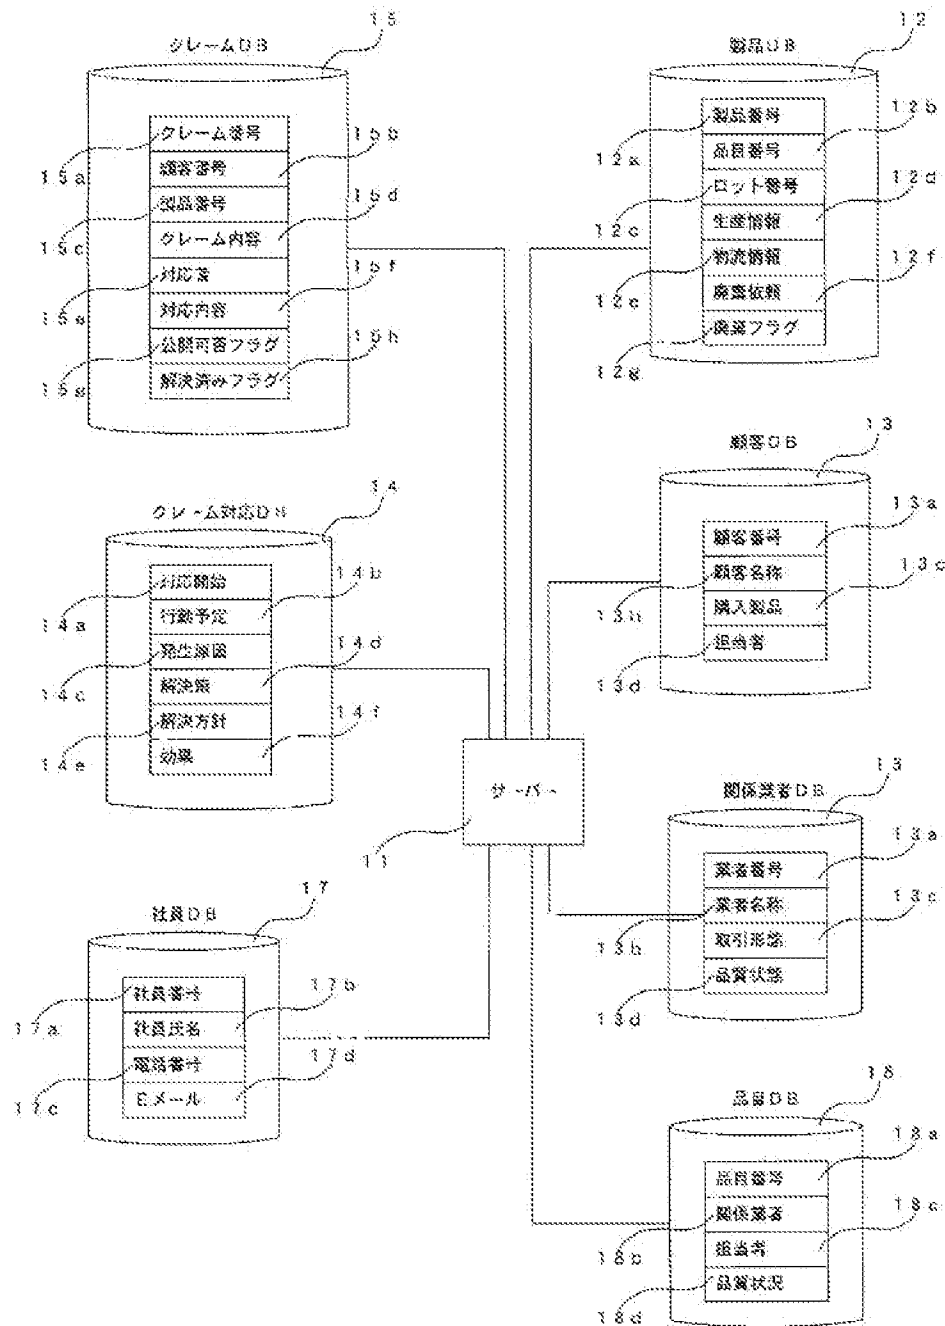 クレームDB
15
クレーム番号
顧客番号
製品番号
クレーム内容
対応者
対応内容
公開可否フラグ
解決済みフラグ
15a
15b
15c
15d
15e
15f
15g
15h
製品DB
12
製品番号
品目番号
ロット番号
生産情報
物流情報
廃棄依頼
廃棄フラグ
12a
12b
12c
12d
12e
12f
12g
クレーム対応DB
14
対応開始
行動予定
発生原因
解決策
解決方針
効果
14a
14b
14c
14d
14e
14f
顧客DB
13
顧客番号
顧客名称
購入製品
担当者
13a
13b
13c
13d
サーバー
11
関係業者DB
13
業者番号
業者名称
取引形態
品質状態
13a
13b
13c
13d
社員DB
17
社員番号
社員氏名
電話番号
Eメール
17a
17b
17c
17d
品目DB
18
品目番号
関係業者
担当者
品質状況
18a
18b
18c
18d